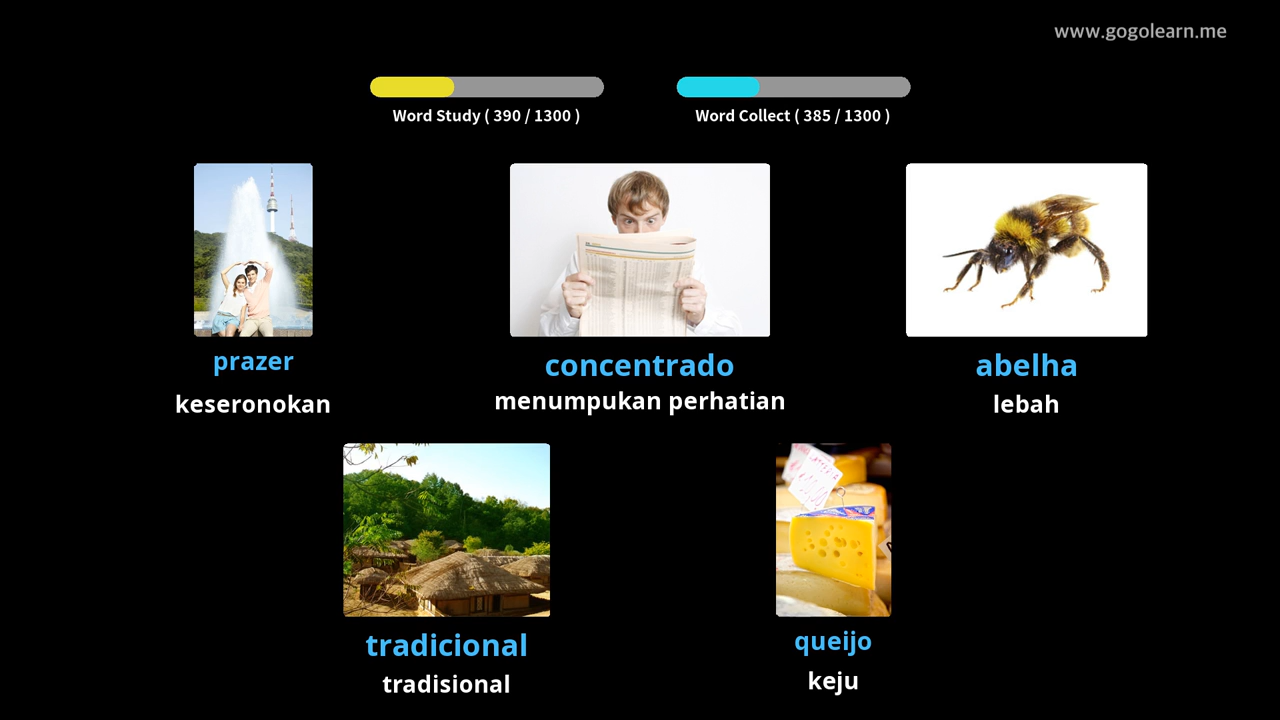 www.gogolearn.me
Word Study ( 390 / 1300 )
Word Collect ( 385 / 1300 )
prazer
keseronokan
concentrado
menumpukan perhatian
abelha
lebah
tradicional
tradisional
queijo
keju